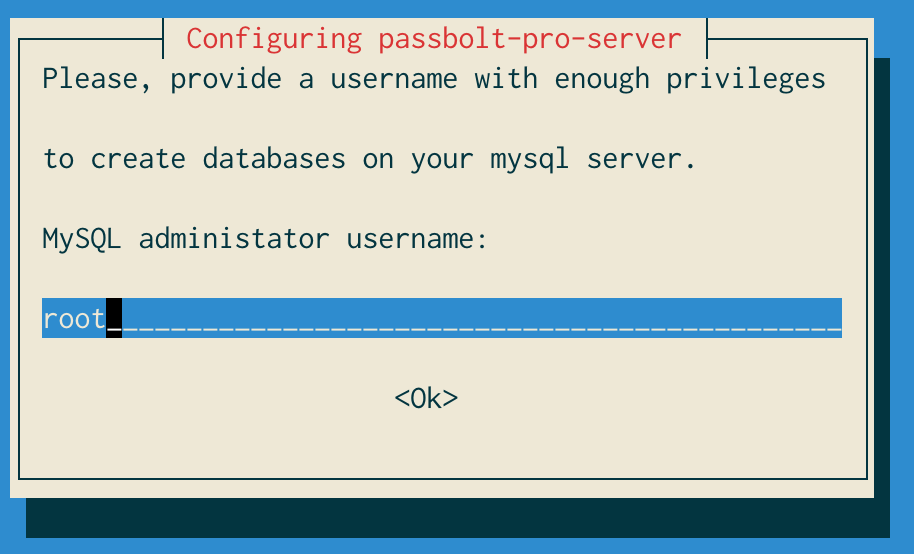 Configuring passbolt-pro-server
Please, provide a username with enough privileges
to create databases on your mysql server.
MySQL administator username:
root_____________________________________________
<Ok>